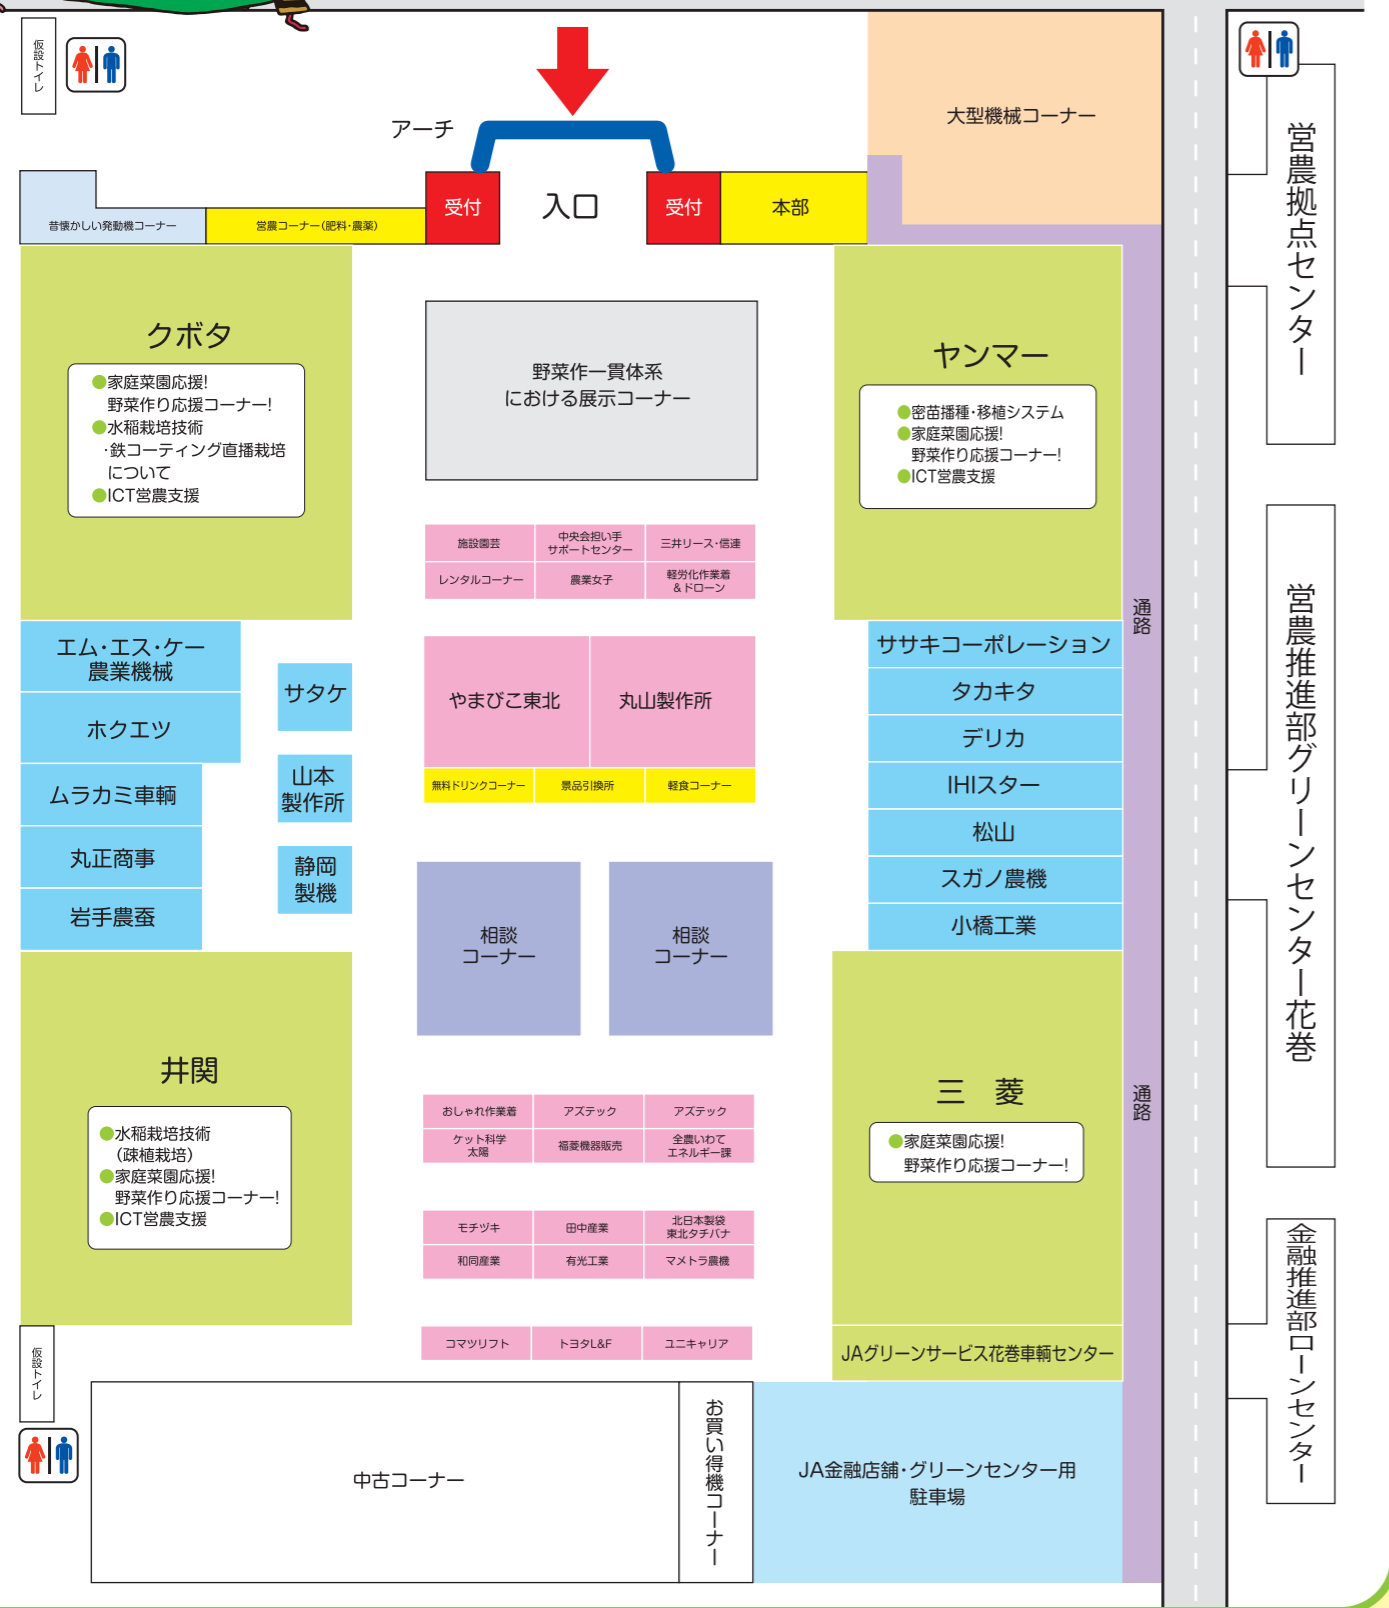 仮設トイレ
アーチ
大型機械コーナー
受付
入口
受付
本部
昔懐かしい発動機コーナー
営農コーナー(肥料・農薬)
クボタ
●家庭菜園応援!
野菜作り応援コーナー!
●水稲栽培技術
・鉄コーティング直播栽培
について
●ICT営農支援
野菜作一貫体系
における展示コーナー
ヤンマー
●密苗播種・移植システム
●家庭菜園応援!
野菜作り応援コーナー!
●ICT営農支援
施設園芸
中央会担い手
サポートセンター
三井リース・信連
レンタルコーナー
農業女子
軽労化作業着
&ドローン
エム・エス・ケー
農業機械
ホクエツ
ムラカミ車輌
丸正商事
岩手農蚕
サタケ
山本
製作所
静岡
製機
やまびこ東北
丸山製作所
無料ドリンクコーナー
景品引換所
軽食コーナー
ササキコーポレーション
タカキタ
デリカ
IHIスター
松山
スガノ農機
小橋工業
通路
相談
コーナー
相談
コーナー
井関
●水稲栽培技術
(疎植栽培)
●家庭菜園応援!
野菜作り応援コーナー!
●ICT営農支援
おしゃれ作業着
アズテック
アズテック
ケット科学
太陽
福菱機器販売
全農いわて
エネルギー課
モチヅキ
田中産業
北日本製袋
東北タチバナ
和同産業
有光工業
マメトラ農機
コマツリフト
トヨタL&F
ユニキャリア
三 菱
●家庭菜園応援!
野菜作り応援コーナー!
通路
JAグリーンサービス花巻車輌センター
仮設トイレ
中古コーナー
お買い得機コーナー
JA金融店舗・グリーンセンター用
駐車場
営農拠点センター
営農推進部グリーンセンター花巻
金融推進部ローンセンター